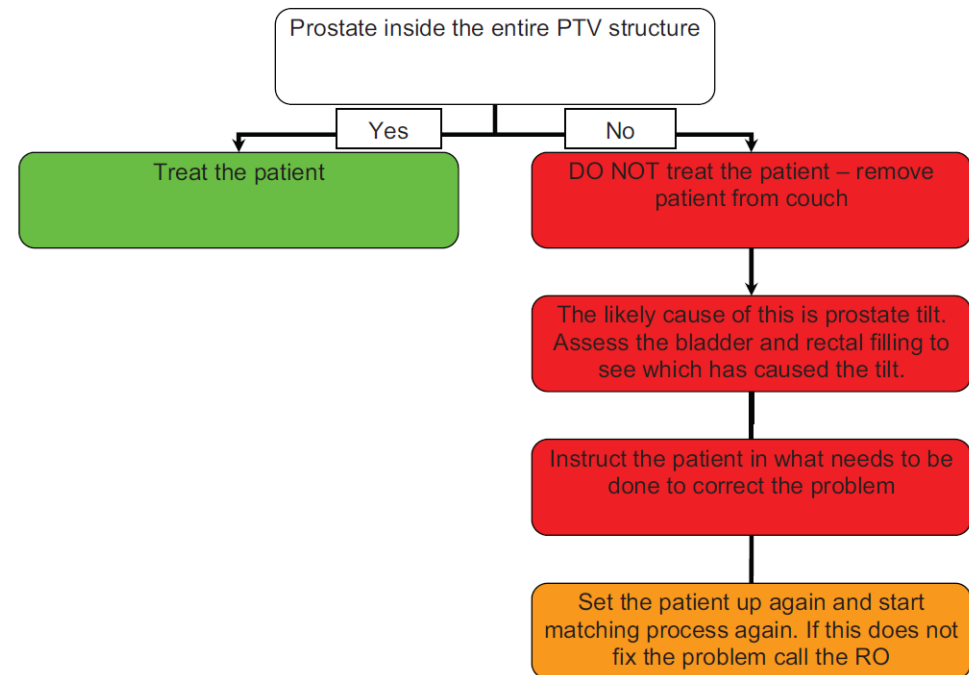 Prostate inside the entire PTV structure
Yes
No
Treat the patient
DO NOT treat the patient – remove
patient from couch
The likely cause of this is prostate tilt.
Assess the bladder and rectal filling to
see which has caused the tilt.
Instruct the patient in what needs to be
done to correct the problem
Set the patient up again and start
matching process again. If this does not
fix the problem call the RO